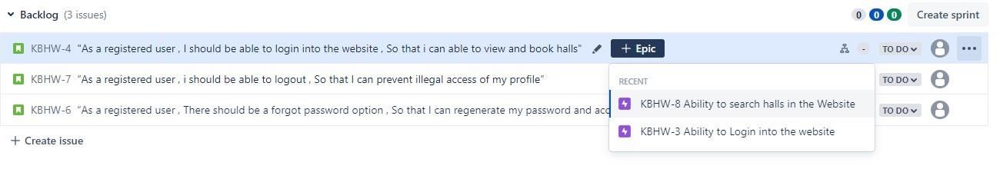 Backlog (3 issues) 0 0 0 Create sprint
KBHW-4 "As a registered user , I should be able to login into the website , So that i can able to view and book halls" + Epic - TO DO
KBHW-7 “As a registered user , i should be able to logout , So that I can prevent illegal access of my profile” TO DO
RECENT
KBHW-8 Ability to search halls in the Website
KBHW-6 “As a registered user , There should be a forgot password option , So that I can regenerate my password and acc TO DO
KBHW-3 Ability to Login into the website
+ Create issue